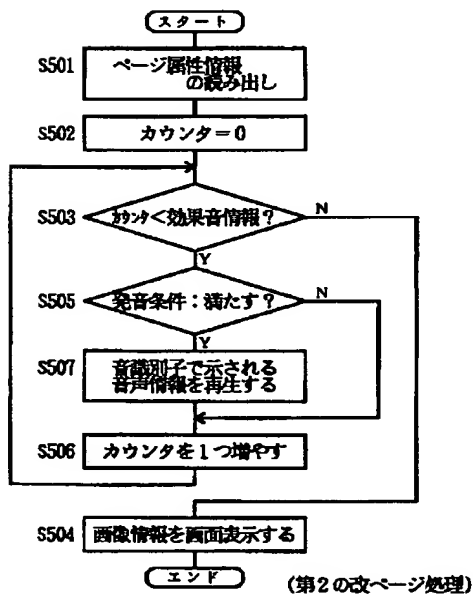 スタート
S501
ページ属性情報
の読み出し
S502
カウンタ=0
S503
カウンタ<効果音情報?
N
Y
S505
発音条件:満たす?
N
Y
S507
音識別子で示される
音声情報を再生する
S506
カウンタを1つ増やす
S504
画像情報を画面表示する
エンド
(第2の改ページ処理)